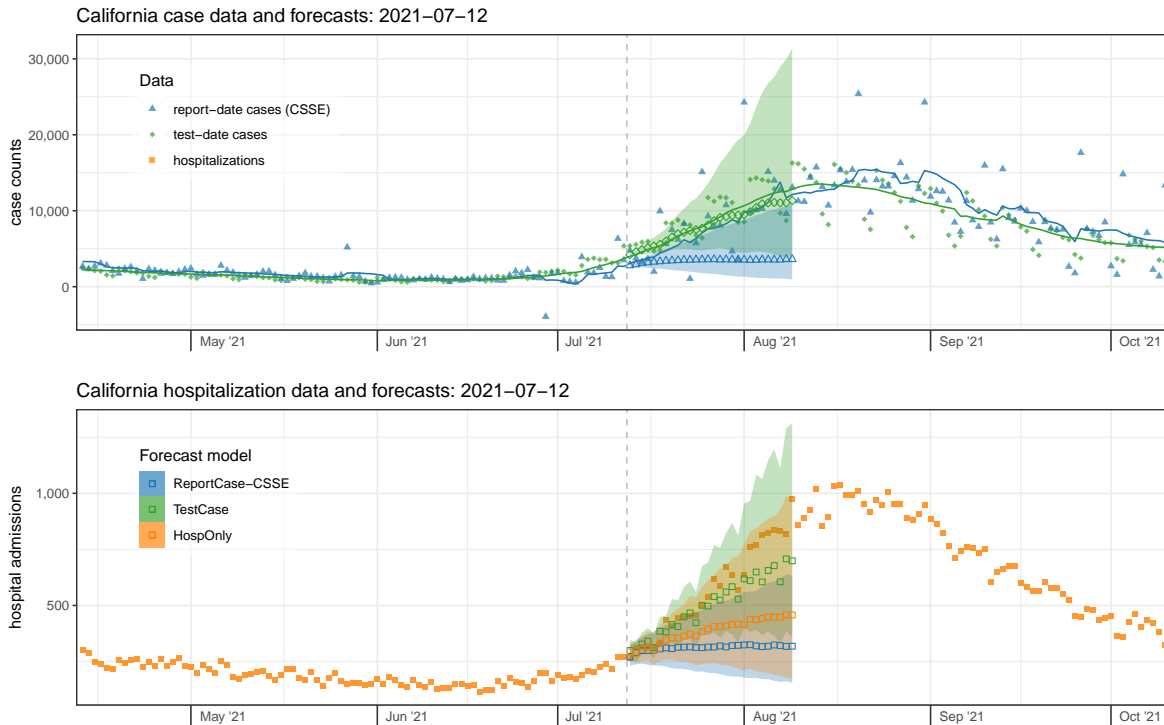 California case data and forecasts: 2021−07−12
30,000
20,000
10,000
0
case counts
Data
report−date cases (CSSE)
test−date cases
hospitalizations
May '21
Jun '21
Jul '21
Aug '21
Sep '21
Oct '21
California hospitalization data and forecasts: 2021−07−12
1,000
500
hospital admissions
Forecast model
ReportCase−CSSE
TestCase
HospOnly
May '21
Jun '21
Jul '21
Aug '21
Sep '21
Oct '21